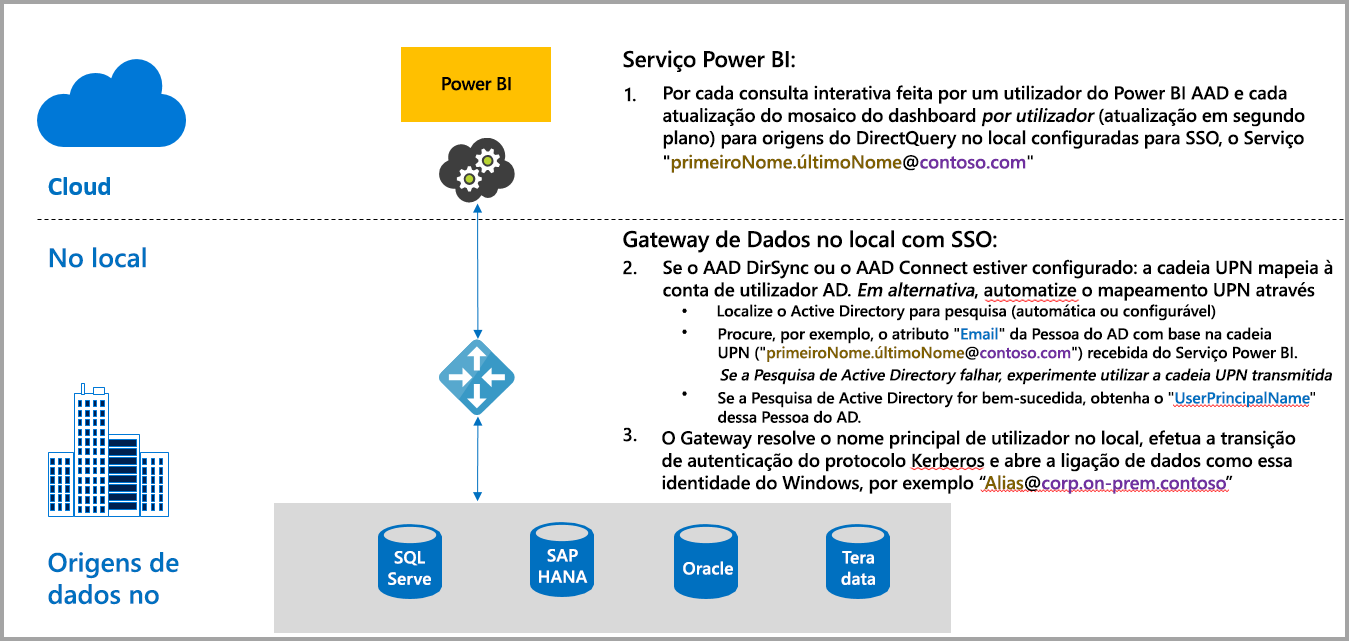 Power BI
Cloud
Serviço Power BI:
1. Por cada consulta interativa feita por um utilizador do Power BI AAD e cada
atualização do mosaico do dashboard por utilizador (atualização em segundo
plano) para origens do DirectQuery no local configuradas para SSO, o Serviço
"primeiroNome.últimoNome@contoso.com"
No local
Gateway de Dados no local com SSO:
2. Se o AAD DirSync ou o AAD Connect estiver configurado: a cadeia UPN mapeia à
conta de utilizador AD. Em alternativa, automatize o mapeamento UPN através
• Localize o Active Directory para pesquisa (automática ou configurável)
• Procure, por exemplo, o atributo "Email" da Pessoa do AD com base na cadeia
UPN ("primeiroNome.últimoNome@contoso.com") recebida do Serviço Power BI.
Se a Pesquisa de Active Directory falhar, experimente utilizar a cadeia UPN transmitida
• Se a Pesquisa de Active Directory for bem-sucedida, obtenha o "UserPrincipalName"
dessa Pessoa do AD.
3. O Gateway resolve o nome principal de utilizador no local, efetua a transição
de autenticação do protocolo Kerberos e abre a ligação de dados como essa
identidade do Windows, por exemplo “Alias@corp.on-prem.contoso”
Origens de
dados no
SQL
Serve
SAP
HANA
Oracle
Tera
data